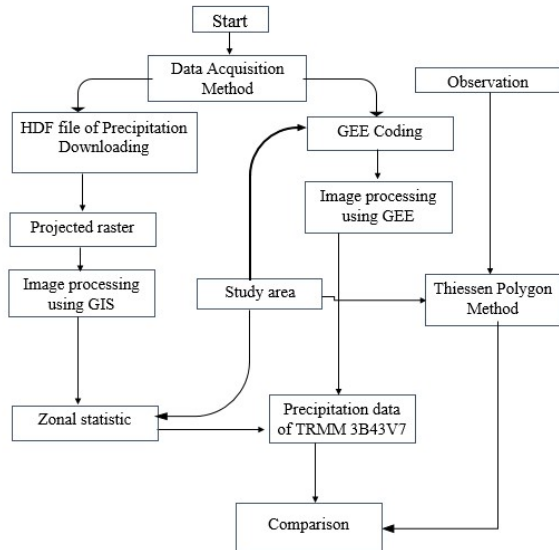 Start
Data Acquisition
Method
Observation
HDF file of Precipitation
Downloading
GEE Coding
Image processing
using GEE
Projected raster
Image processing
using GIS
Study area
Thiessen Polygon
Method
Zonal statistic
Precipitation data
of TRMM 3B43V7
Comparison